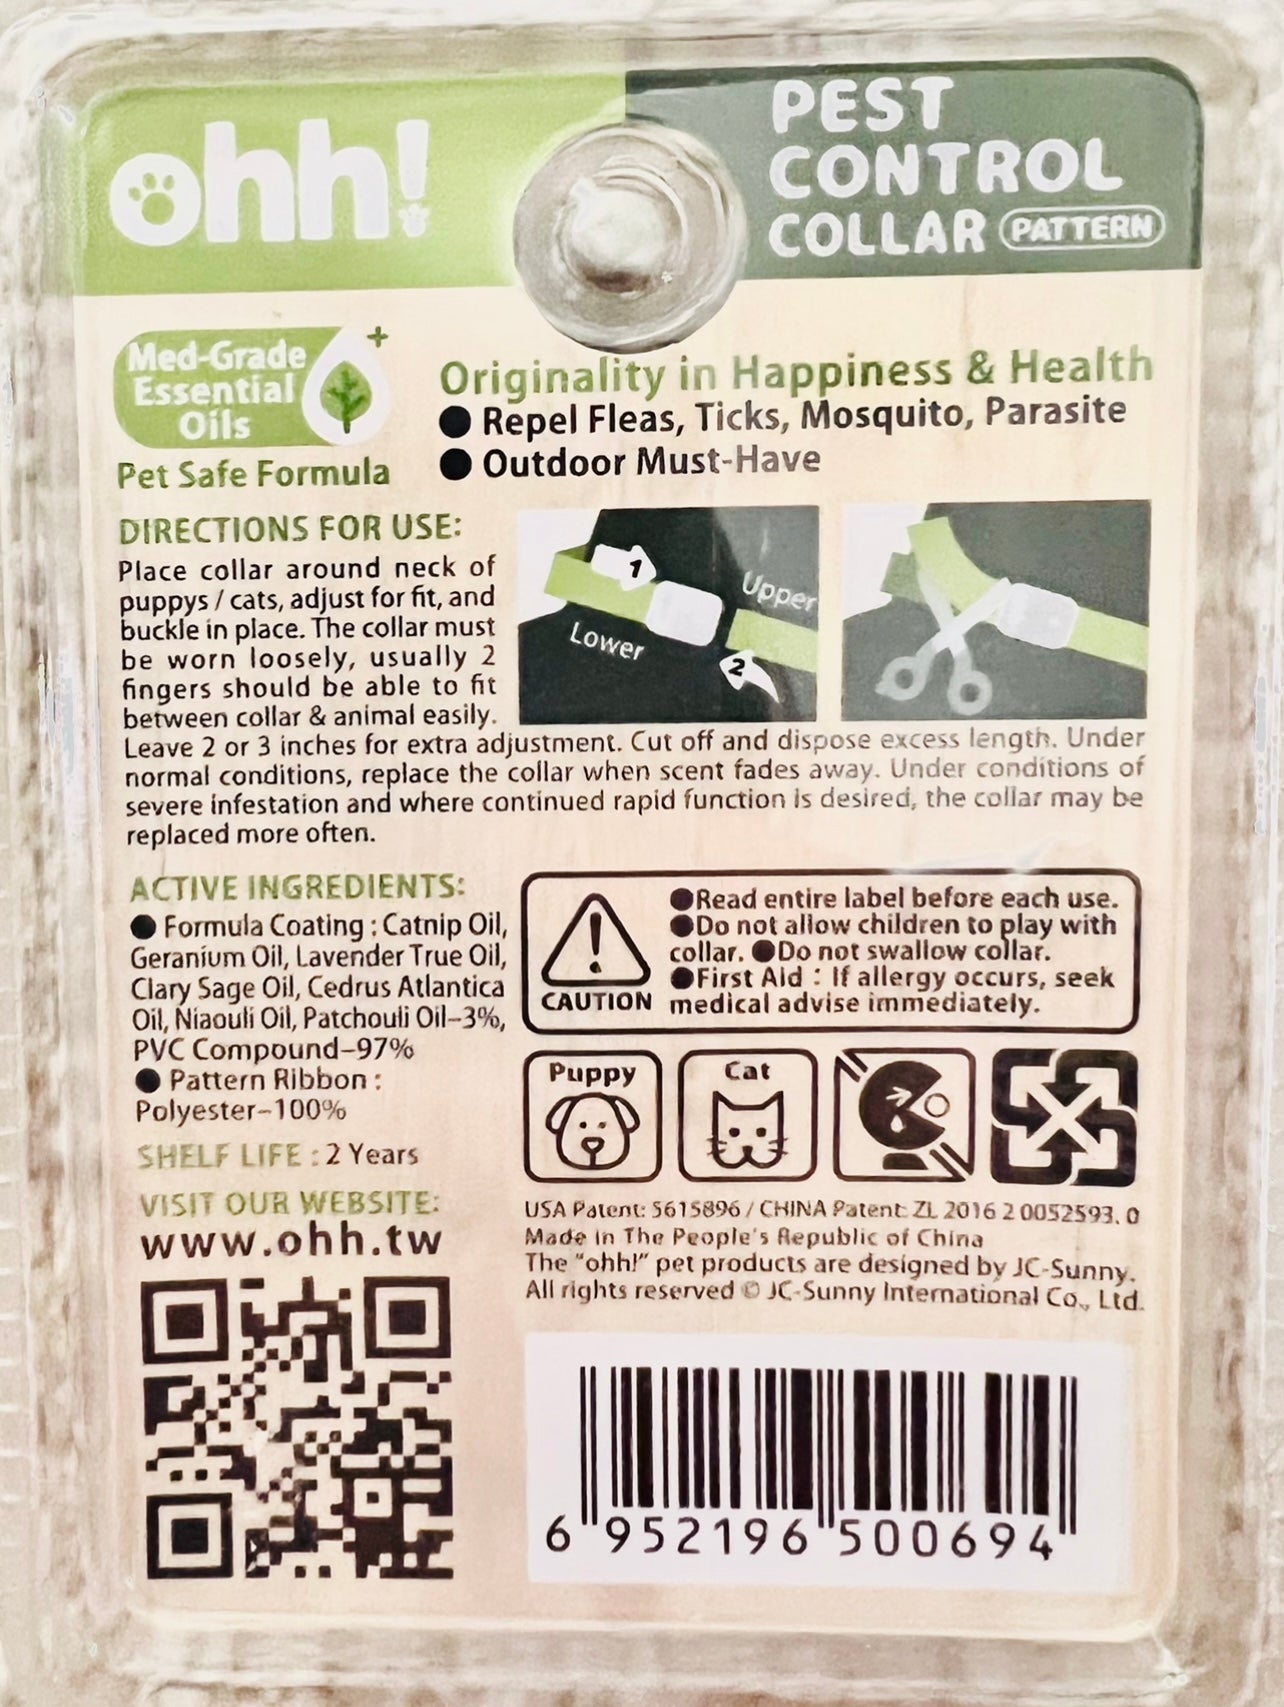 ohh!
PEST
CONTROL
COLLAR PATTERN
Med-Grade
Essential
Oils
Pet Safe Formula
Originality in Happiness & Health
● Repel Fleas, Ticks, Mosquito, Parasite
● Outdoor Must-Have
DIRECTIONS FOR USE:
Place collar around neck of
puppys / cats, adjust for fit, and
buckle in place. The collar must
be worn loosely, usually 2
fingers should be able to fit
between collar & animal easily.
Leave 2 or 3 inches for extra adjustment. Cut off and dispose excess length. Under
normal conditions, replace the collar when scent fades away. Under conditions of
severe infestation and where continued rapid function is desired, the collar may be
replaced more often.
1
Upper
Lower
2
ACTIVE INGREDIENTS:
● Formula Coating : Catnip Oil,
Geranium Oil, Lavender True Oil,
Clary Sage Oil, Cedrus Atlantica
Oil, Niaouli Oil, Patchouli Oil-3%,
PVC Compound-97%
● Pattern Ribbon :
Polyester-100%
SHELF LIFE : 2 Years
VISIT OUR WEBSITE:
www.ohh.tw
CAUTION
●Read entire label before each use.
●Do not allow children to play with
collar. ●Do not swallow collar.
●First Aid : If allergy occurs, seek
medical advise immediately.
Puppy
Cat
USA Patent: 5615896 / CHINA Patent: ZL 2016 2 0052593. 0
Made in The People's Republic of China
The "ohh!" pet products are designed by JC-Sunny.
All rights reserved © JC-Sunny International Co., Ltd.
6 952196 500694